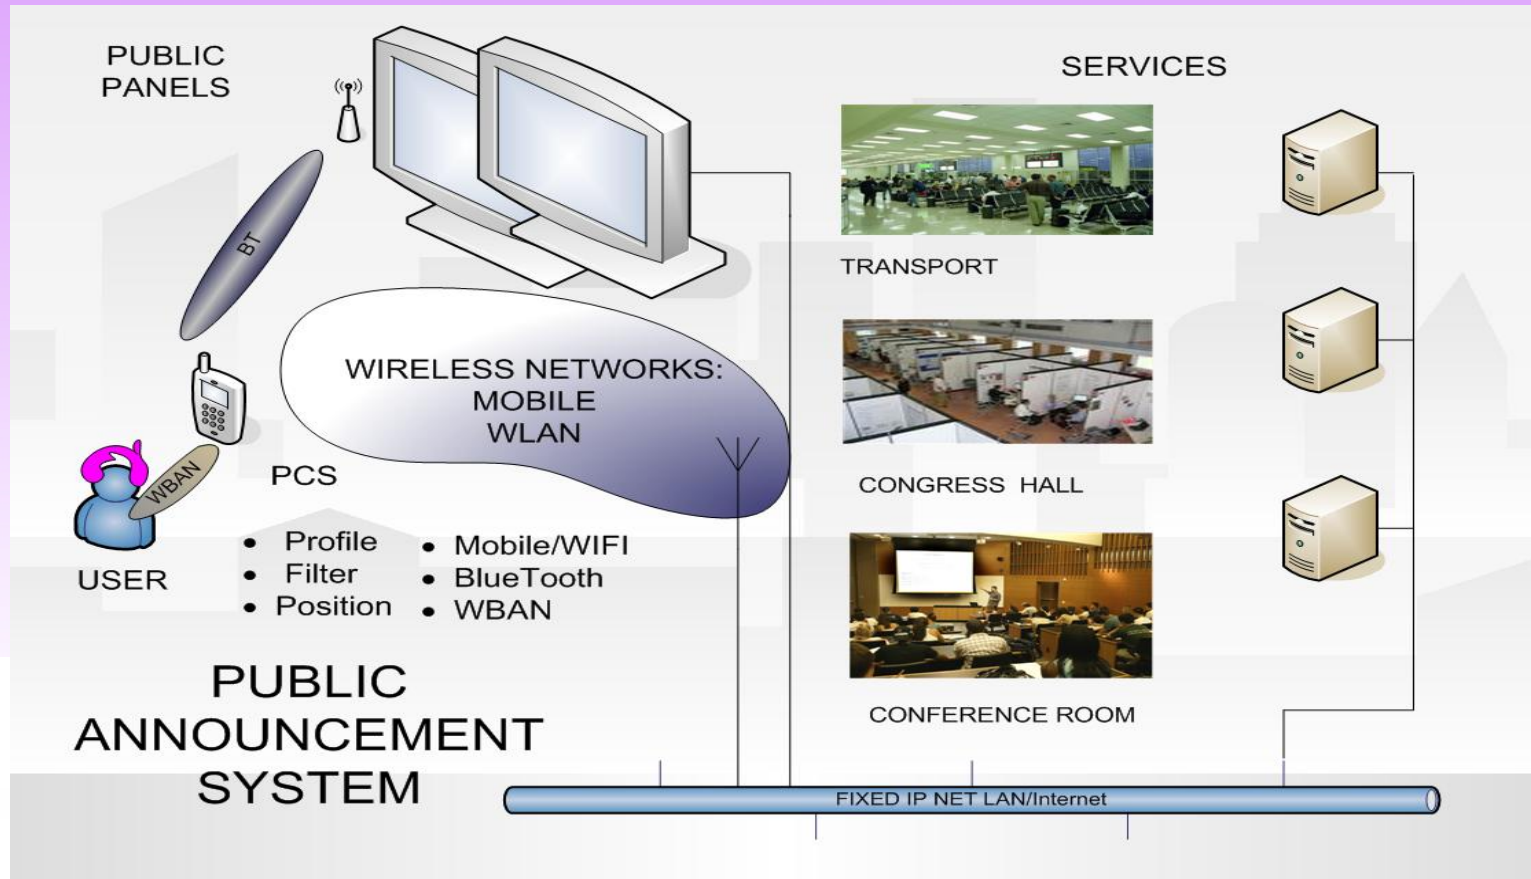 PUBLIC
PANELS
SERVICES
BT
TRANSPORT
WIRELESS NETWORKS:
MOBILE
WLAN
WBAN
PCS
CONGRESS HALL
USER
• Profile
• Filter
• Position
• Mobile/WIFI
• BlueTooth
• WBAN
CONFERENCE ROOM
PUBLIC
ANNOUNCEMENT
SYSTEM
FIXED IP NET LAN/Internet